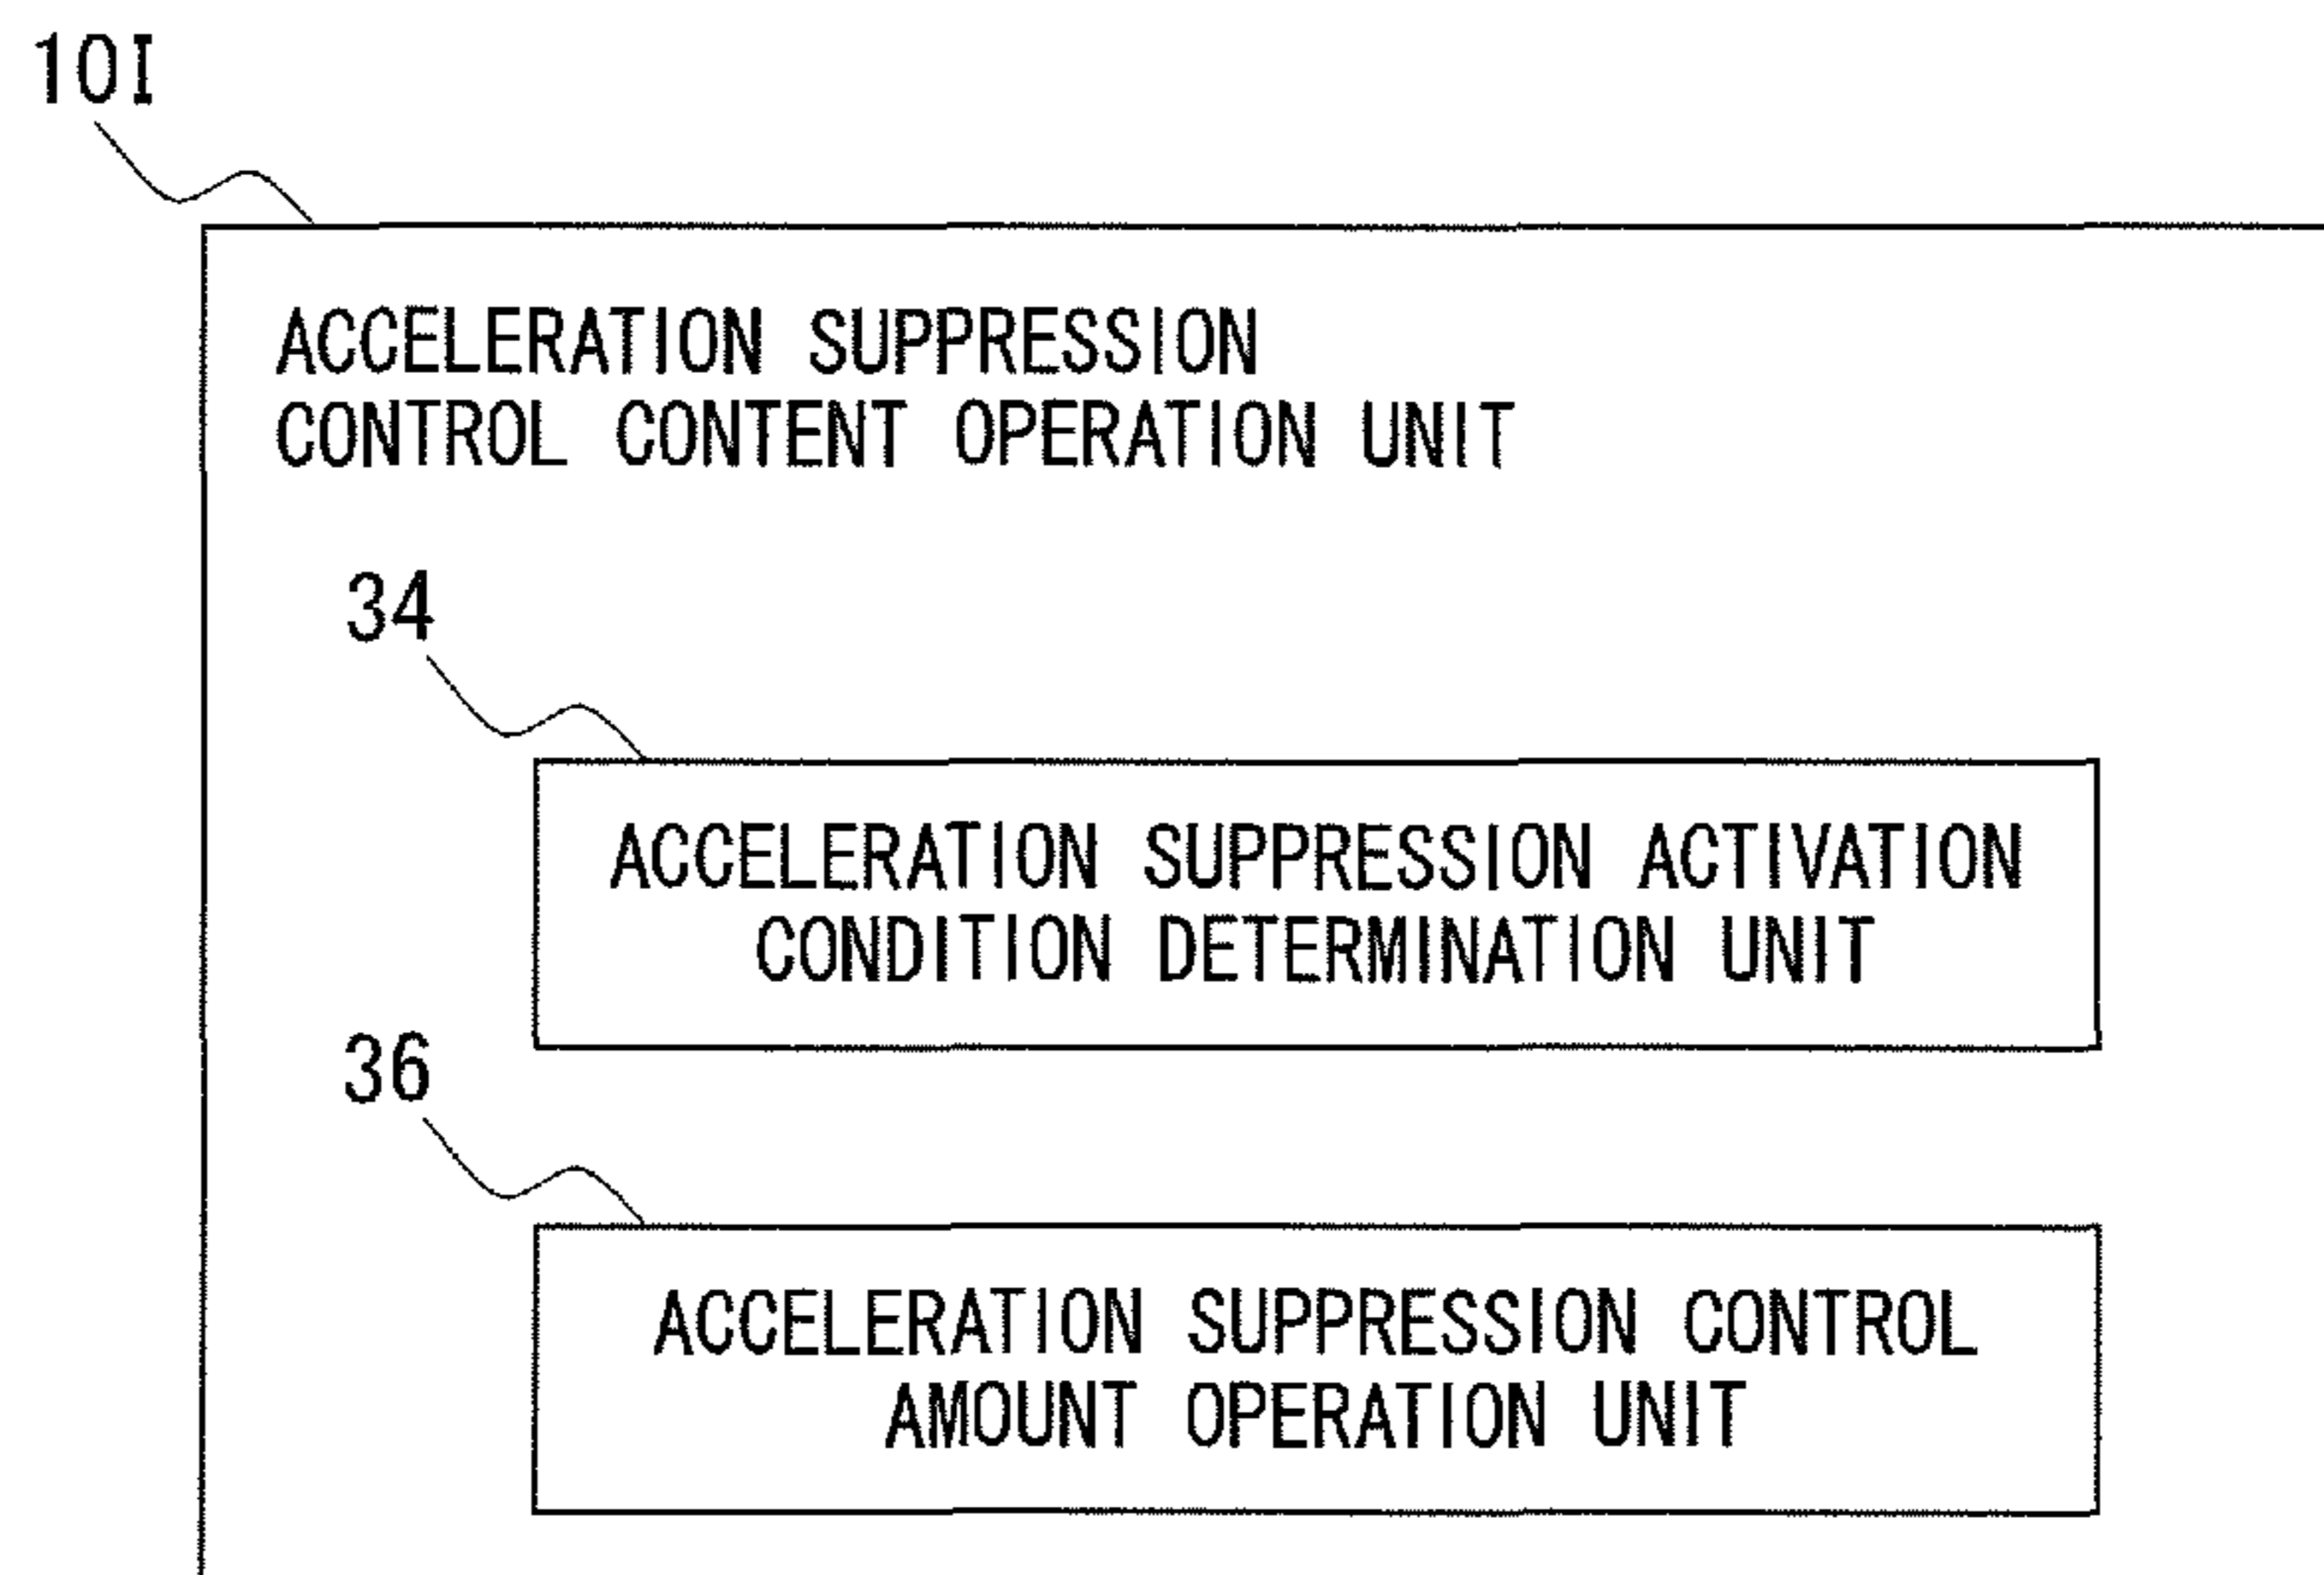 10I
ACCELERATION SUPPRESSION
CONTROL CONTENT OPERATION UNIT
34
ACCELERATION SUPPRESSION ACTIVATION
CONDITION DETERMINATION UNIT
36
ACCELERATION SUPPRESSION CONTROL
AMOUNT OPERATION UNIT